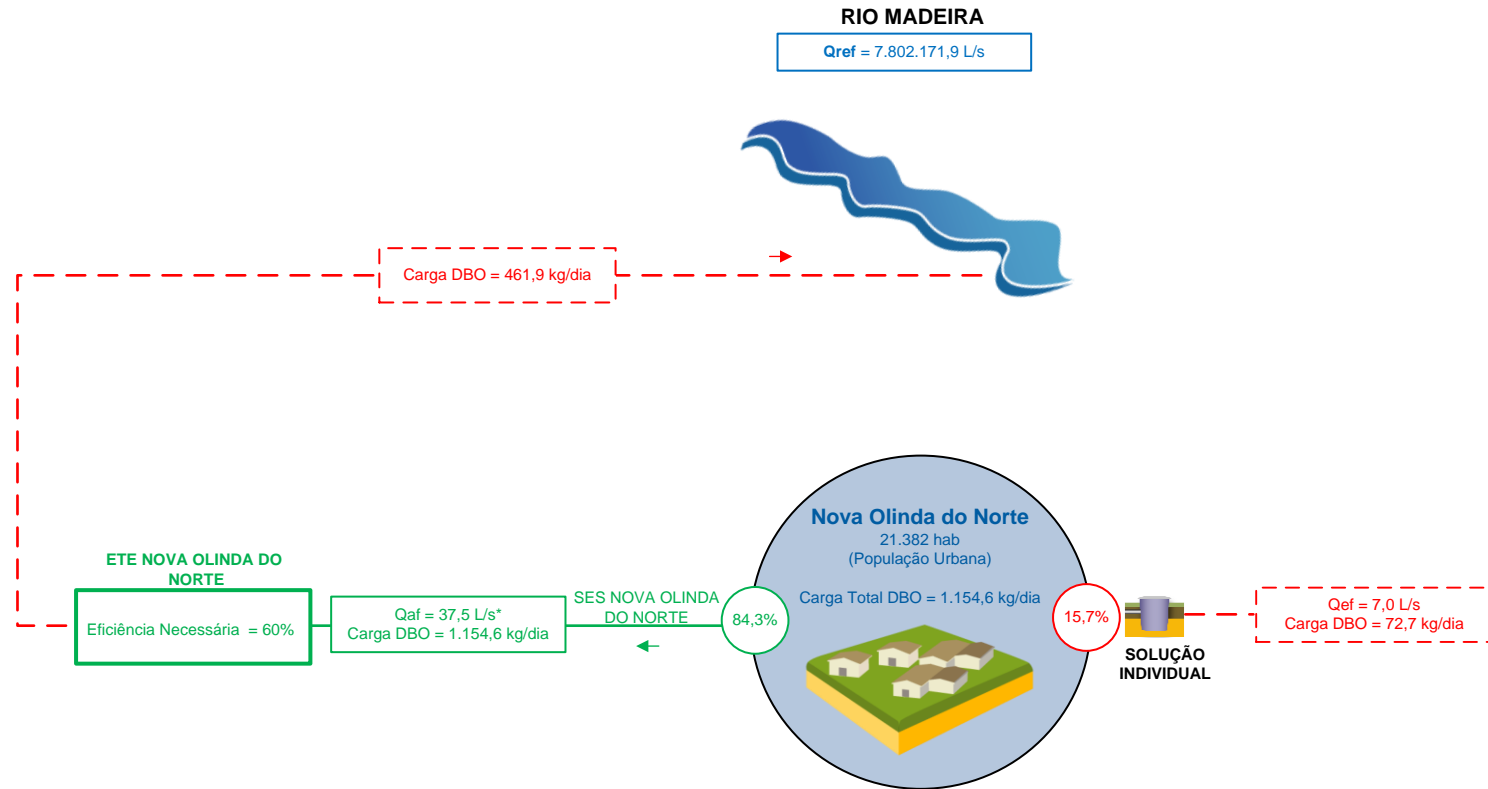 RIO MADEIRA
Qref = 7.802.171,9 L/s
Carga DBO = 461,9 kg/dia
ETE NOVA OLINDA DO
NORTE
Eficiência Necessária = 60%
Qaf = 37,5 L/s*
Carga DBO = 1.154,6 kg/dia
SES NOVA OLINDA
DO NORTE
84,3%
Nova Olinda do Norte
21.382 hab
(População Urbana)
Carga Total DBO = 1.154,6 kg/dia
15,7%
SOLUÇÃO
INDIVIDUAL
Qef = 7,0 L/s
Carga DBO = 72,7 kg/dia